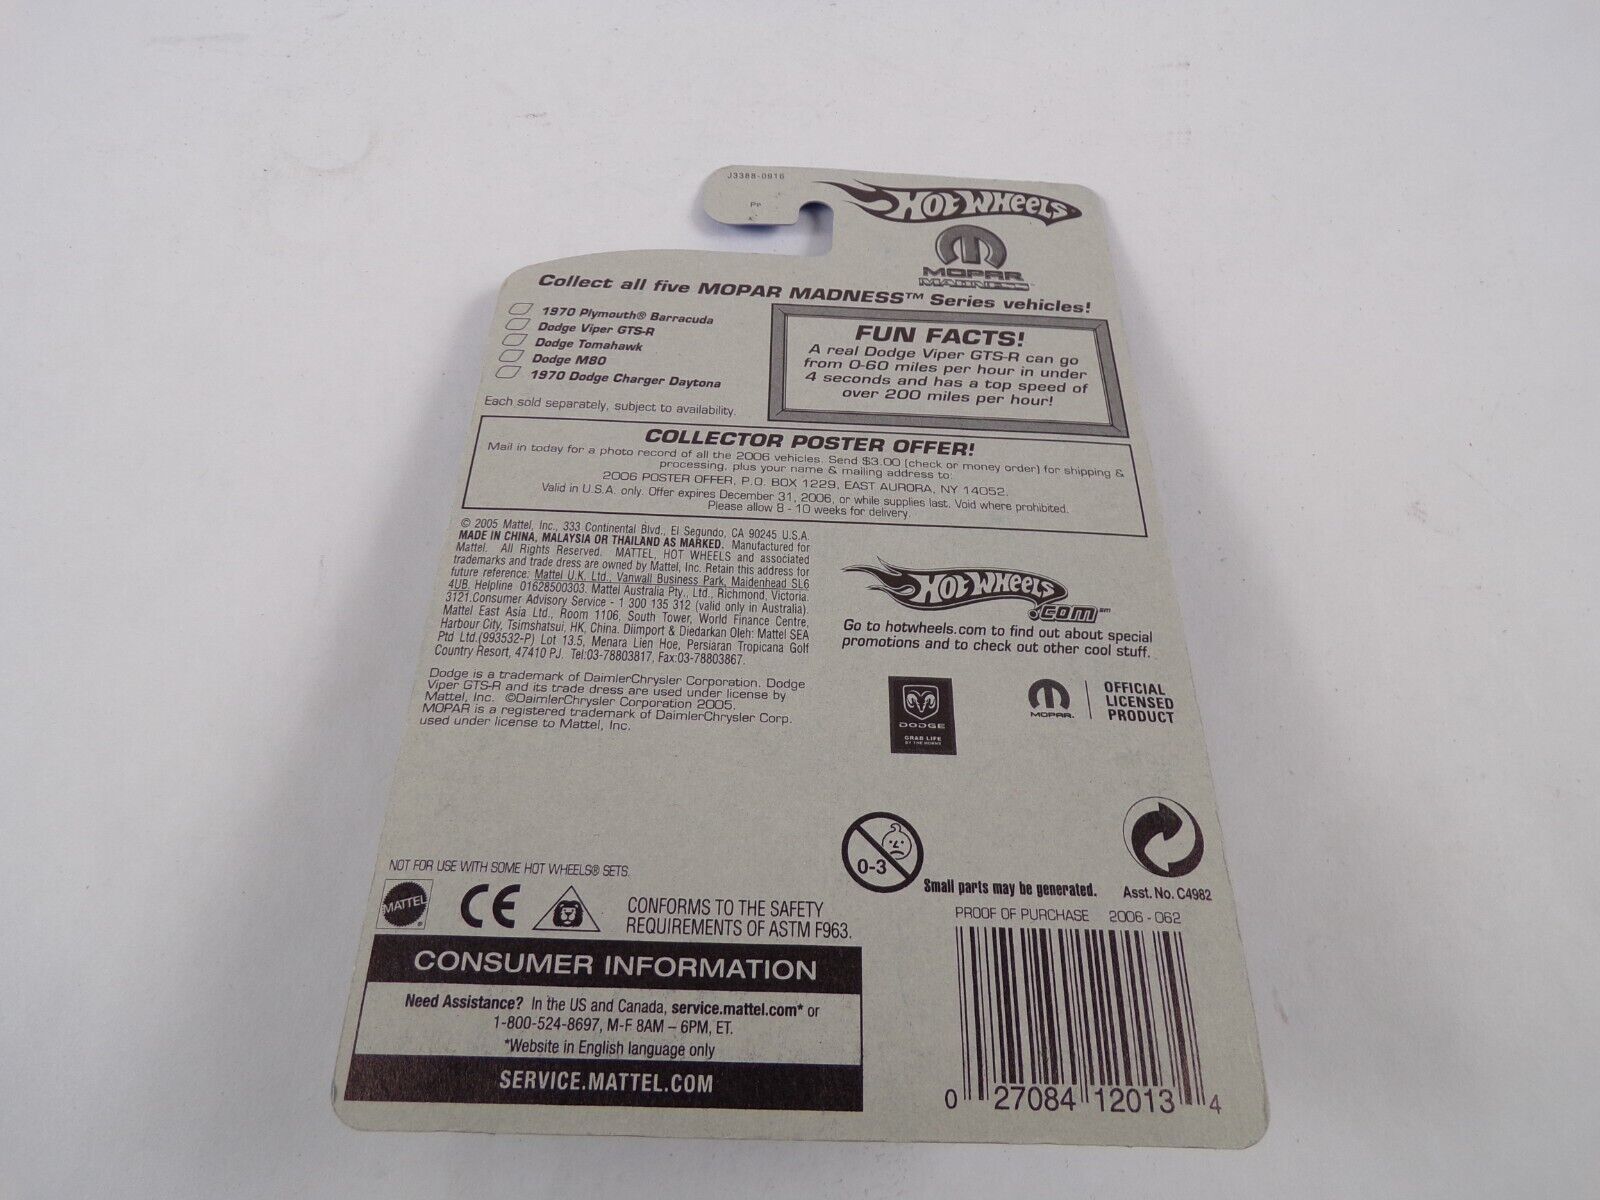 J3388-0916
HOT WHEELS
MOPAR
MADNESS™
Collect all five MOPAR MADNESS™ Series vehicles!
1970 Plymouth® Barracuda
Dodge Viper GTS-R
Dodge Tomahawk
Dodge M80
1970 Dodge Charger Daytona
Each sold separately, subject to availability.
FUN FACTS!
A real Dodge Viper GTS-R can go
from 0-60 miles per hour in under
4 seconds and has a top speed of
over 200 miles per hour!
COLLECTOR POSTER OFFER!
Mail in today for a photo record of all the 2006 vehicles. Send $3.00 (check or money order) for shipping &
processing, plus your name & mailing address to:
2006 POSTER OFFER, P.O. BOX 1229, EAST AURORA, NY 14052.
Valid in U.S.A. only. Offer expires December 31, 2006, or while supplies last. Void where prohibited.
Please allow 8 - 10 weeks for delivery.
© 2005 Mattel, Inc., 333 Continental Blvd., El Segundo, CA 90245 U.S.A.
MADE IN CHINA, MALAYSIA OR THAILAND AS MARKED. Manufactured for
Mattel. All Rights Reserved. MATTEL, HOT WHEELS and associated
trademarks and trade dress are owned by Mattel, Inc. Retain this address for
future reference: Mattel U.K. Ltd., Vanwall Business Park, Maidenhead SL6
4UB. Helpline 01628500303. Mattel Australia Pty., Ltd., Richmond, Victoria.
3121.Consumer Advisory Service - 1 300 135 312 (valid only in Australia).
Mattel East Asia Ltd., Room 1106, South Tower, World Finance Centre,
Harbour City, Tsimshatsui, HK, China. Diimport & Diedarkan Oleh: Mattel SEA
Ptd Ltd.(993532-P) Lot 13.5, Menara Lien Hoe, Persiaran Tropicana Golf
Country Resort, 47410 PJ. Tel:03-78803817, Fax:03-78803867.
Dodge is a trademark of DaimlerChrysler Corporation. Dodge
Viper GTS-R and its trade dress are used under license by
Mattel, Inc. ©DaimlerChrysler Corporation 2005.
MOPAR is a registered trademark of DaimlerChrysler Corp.
used under license to Mattel, Inc.
HOT WHEELS
.COM℠
Go to hotwheels.com to find out about special
promotions and to check out other cool stuff.
DODGE
GRAB LIFE
BY THE HORNS
MOPAR.
OFFICIAL
LICENSED
PRODUCT
NOT FOR USE WITH SOME HOT WHEELS® SETS.
MATTEL®
CE
CONFORMS TO THE SAFETY
REQUIREMENTS OF ASTM F963.
0-3
Small parts may be generated.
Asst. No. C4982
PROOF OF PURCHASE 2006 - 062
0 27084 12013 4
CONSUMER INFORMATION
Need Assistance? In the US and Canada, service.mattel.com* or
1-800-524-8697, M-F 8AM – 6PM, ET.
*Website in English language only
SERVICE.MATTEL.COM